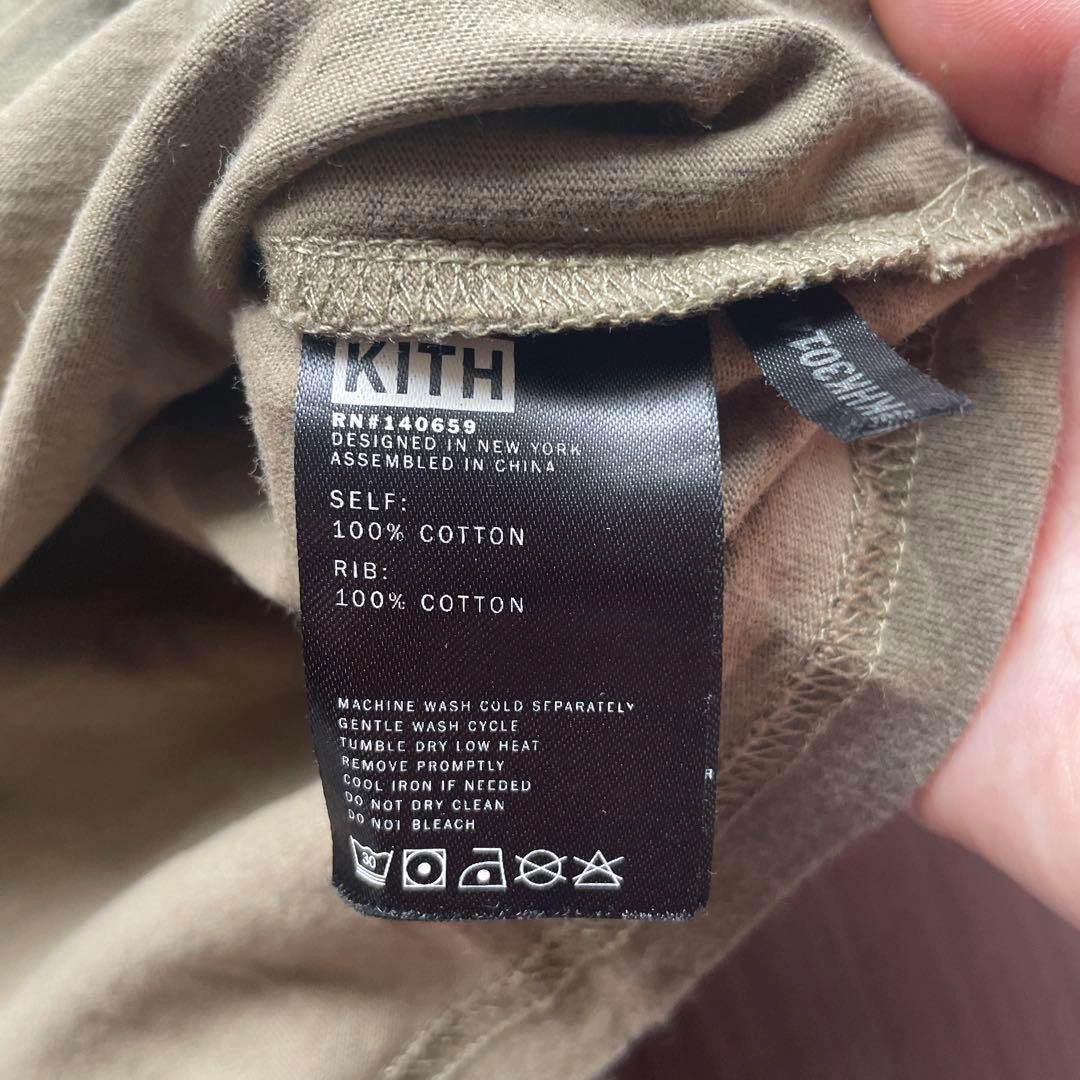 KITH
RN#140659
DESIGNED IN NEW YORK
ASSEMBLED IN CHINA
SELF:
100% COTTON
RIB:
100% COTTON
MACHINE WASH COLD SEPARATELY
GENTLE WASH CYCLE
TUMBLE DRY LOW HEAT
REMOVE PROMPTLY
COOL IRON IF NEEDED
DO NOT DRY CLEAN
DO NOT BLEACH
30